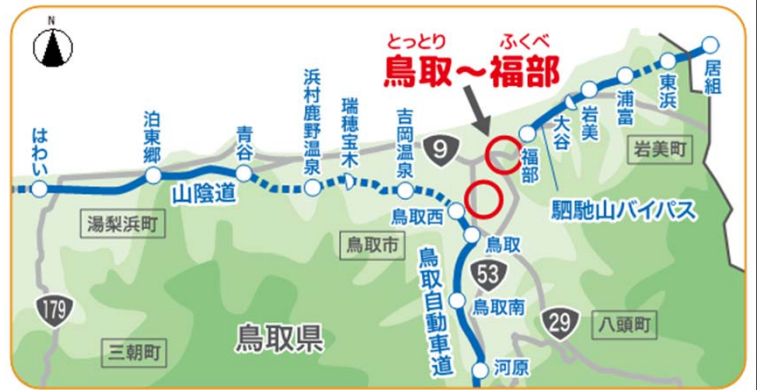 N
とっとり ふくべ
鳥取～福部
居組
東浜
浦富
岩美
大谷
福部
岩美町
駟馳山バイパス
9
吉岡温泉
瑞穂宝木
浜村鹿野温泉
青谷
泊東郷
はわい
山陰道
湯梨浜町
鳥取市
鳥取西
鳥取
鳥取自動車道
53
鳥取南
29
八頭町
179
三朝町
鳥取県
河原